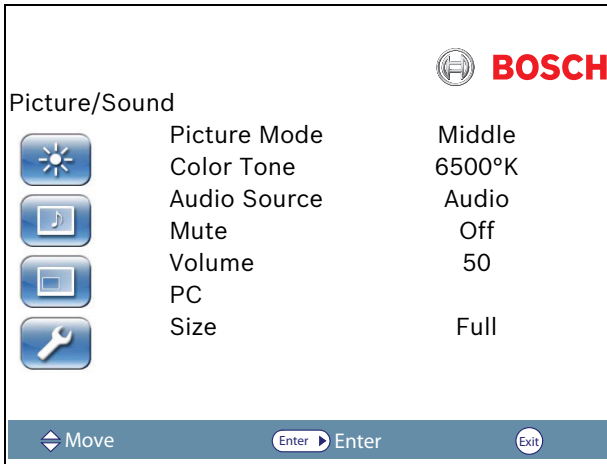 BOSCH
Picture/Sound
Picture Mode Middle
Color Tone 6500°K
Audio Source Audio
Mute Off
Volume 50
PC
Size Full
Move Enter Enter Exit